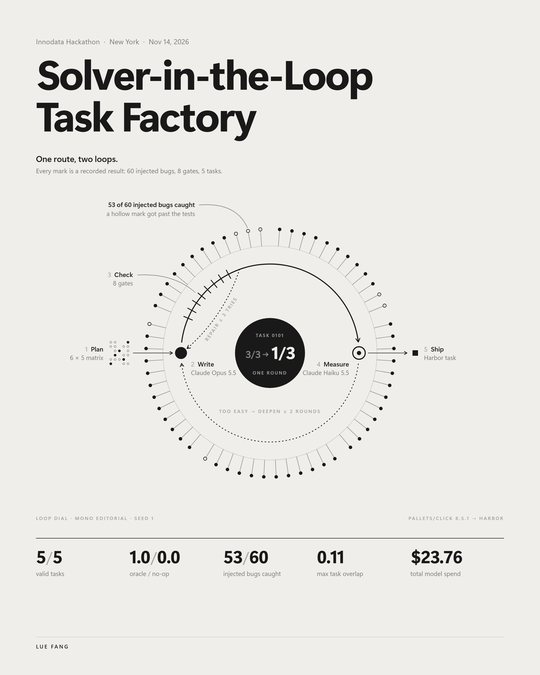 Innodata Hackathon · New York · Nov 14, 2026
Solver-in-the-Loop
Task Factory
One route, two loops.
Every mark is a recorded result: 60 injected bugs, 8 gates, 5 tasks.
53 of 60 injected bugs caught
a hollow mark got past the tests
3 Check
8 gates
REPAIR ≤ 3 TRIES
TASK 0101
3/3→1/3
ONE ROUND
1 Plan
6 × 5 matrix
2 Write
Claude Opus 5.5
4 Measure
Claude Haiku 5.5
5 Ship
Harbor task
TOO EASY → DEEPEN ≤ 2 ROUNDS
LOOP DIAL · MONO EDITORIAL · SEED 1
PALLETS/CLICK 8.5.1 → HARBOR
5/5
valid tasks
1.0/0.0
oracle / no-op
53/60
injected bugs caught
0.11
max task overlap
$23.76
total model spend
LUE FANG